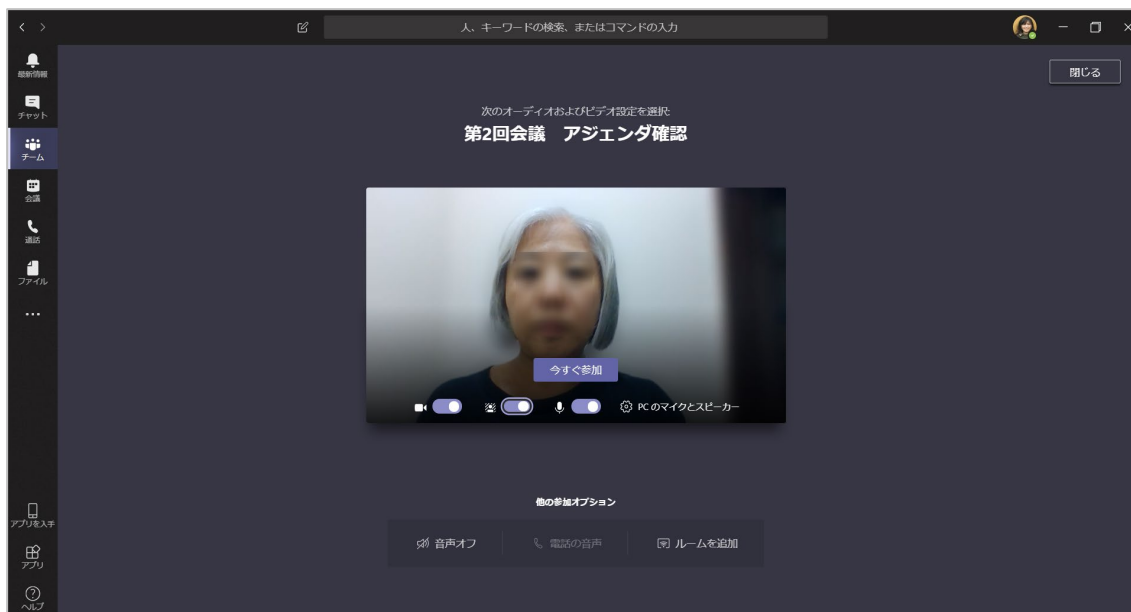 人、キーワードの検索、またはコマンドの入力
最新情報
チャット
チーム
会議
通話
ファイル
閉じる
次のオーディオおよびビデオ設定を選択:
第2回会議　アジェンダ確認
今すぐ参加
PC のマイクとスピーカー
他の参加オプション
音声オフ
電話の音声
ルームを追加
アプリを入手
アプリ
ヘルプ